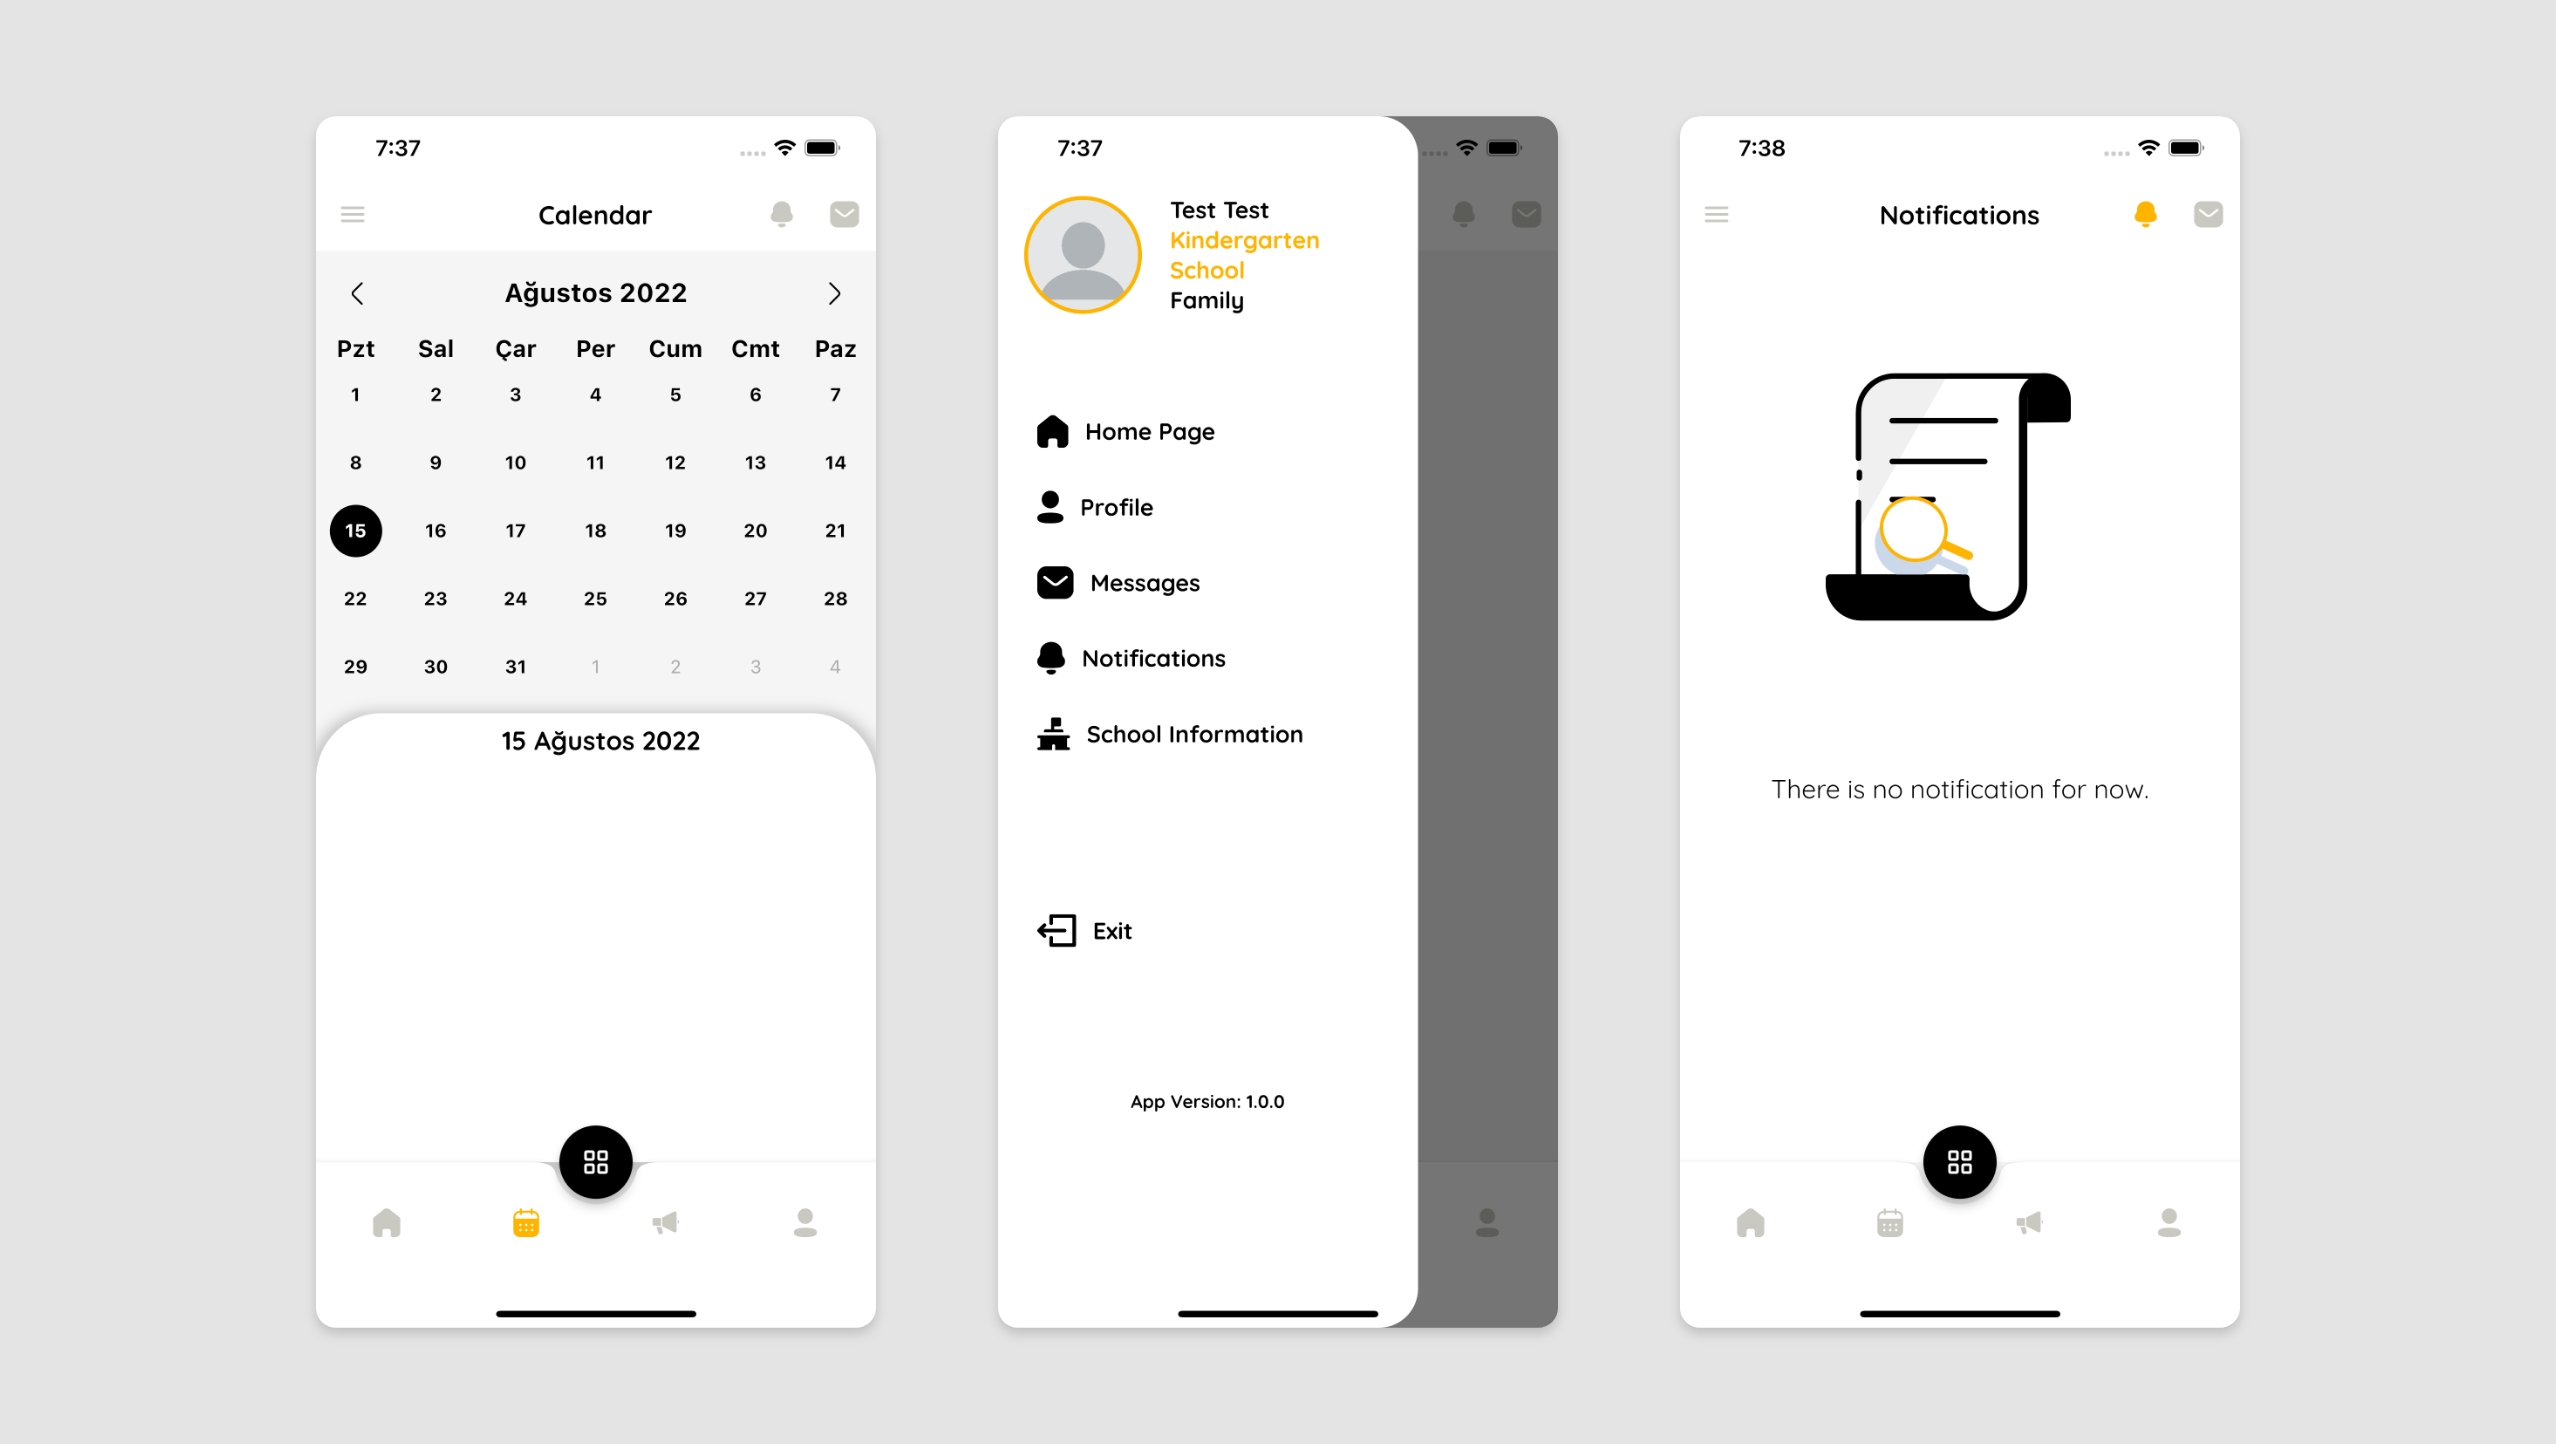 7:37
Calendar
Ağustos 2022
Pzt Sal Çar Per Cum Cmt Paz
1 2 3 4 5 6 7
8 9 10 11 12 13 14
15 16 17 18 19 20 21
22 23 24 25 26 27 28
29 30 31 1 2 3 4
15 Ağustos 2022
7:37
Test Test
Kindergarten
School
Family
Home Page
Profile
Messages
Notifications
School Information
Exit
App Version: 1.0.0
7:38
Notifications
There is no notification for now.